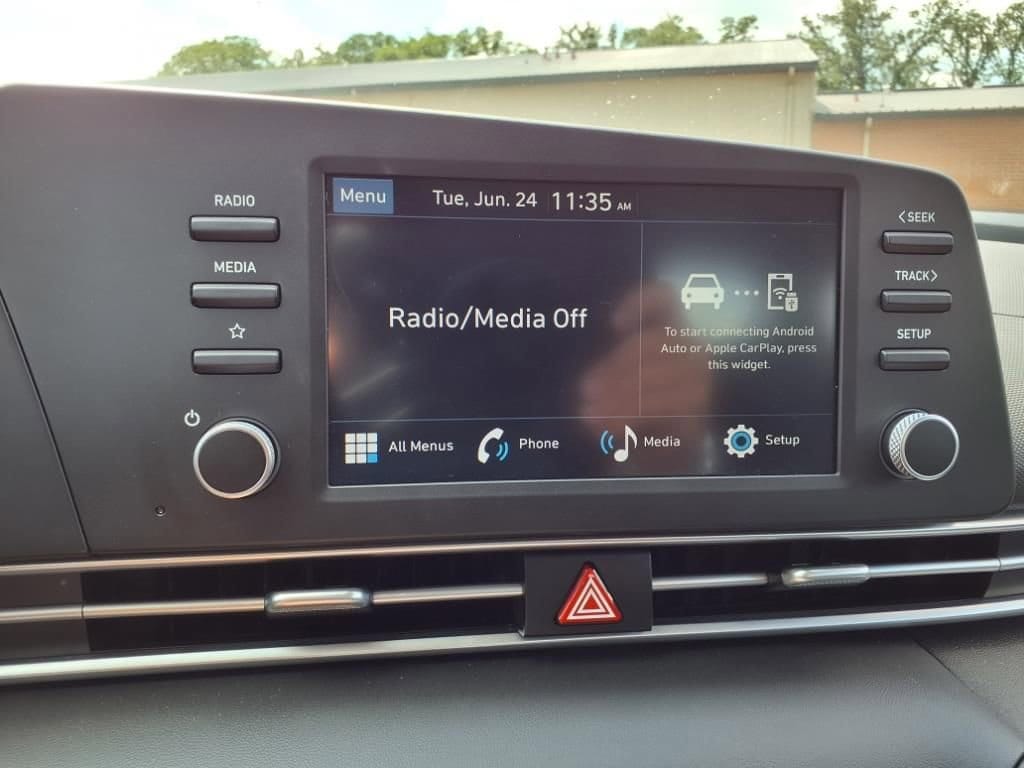 RADIO
MEDIA
Menu
Tue, Jun. 24 11:35 AM
Radio/Media Off
To start connecting Android
Auto or Apple CarPlay, press
this widget.
All Menus
Phone
Media
Setup
<SEEK
TRACK>
SETUP